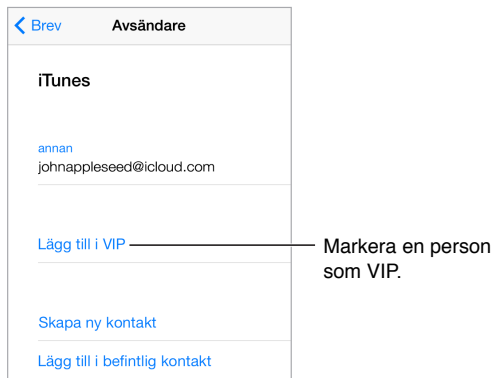 Brev Avsändare
iTunes
annan
johnappleseed@icloud.com
Lägg till i VIP
Markera en person
som VIP.
Skapa ny kontakt
Lägg till i befintlig kontakt